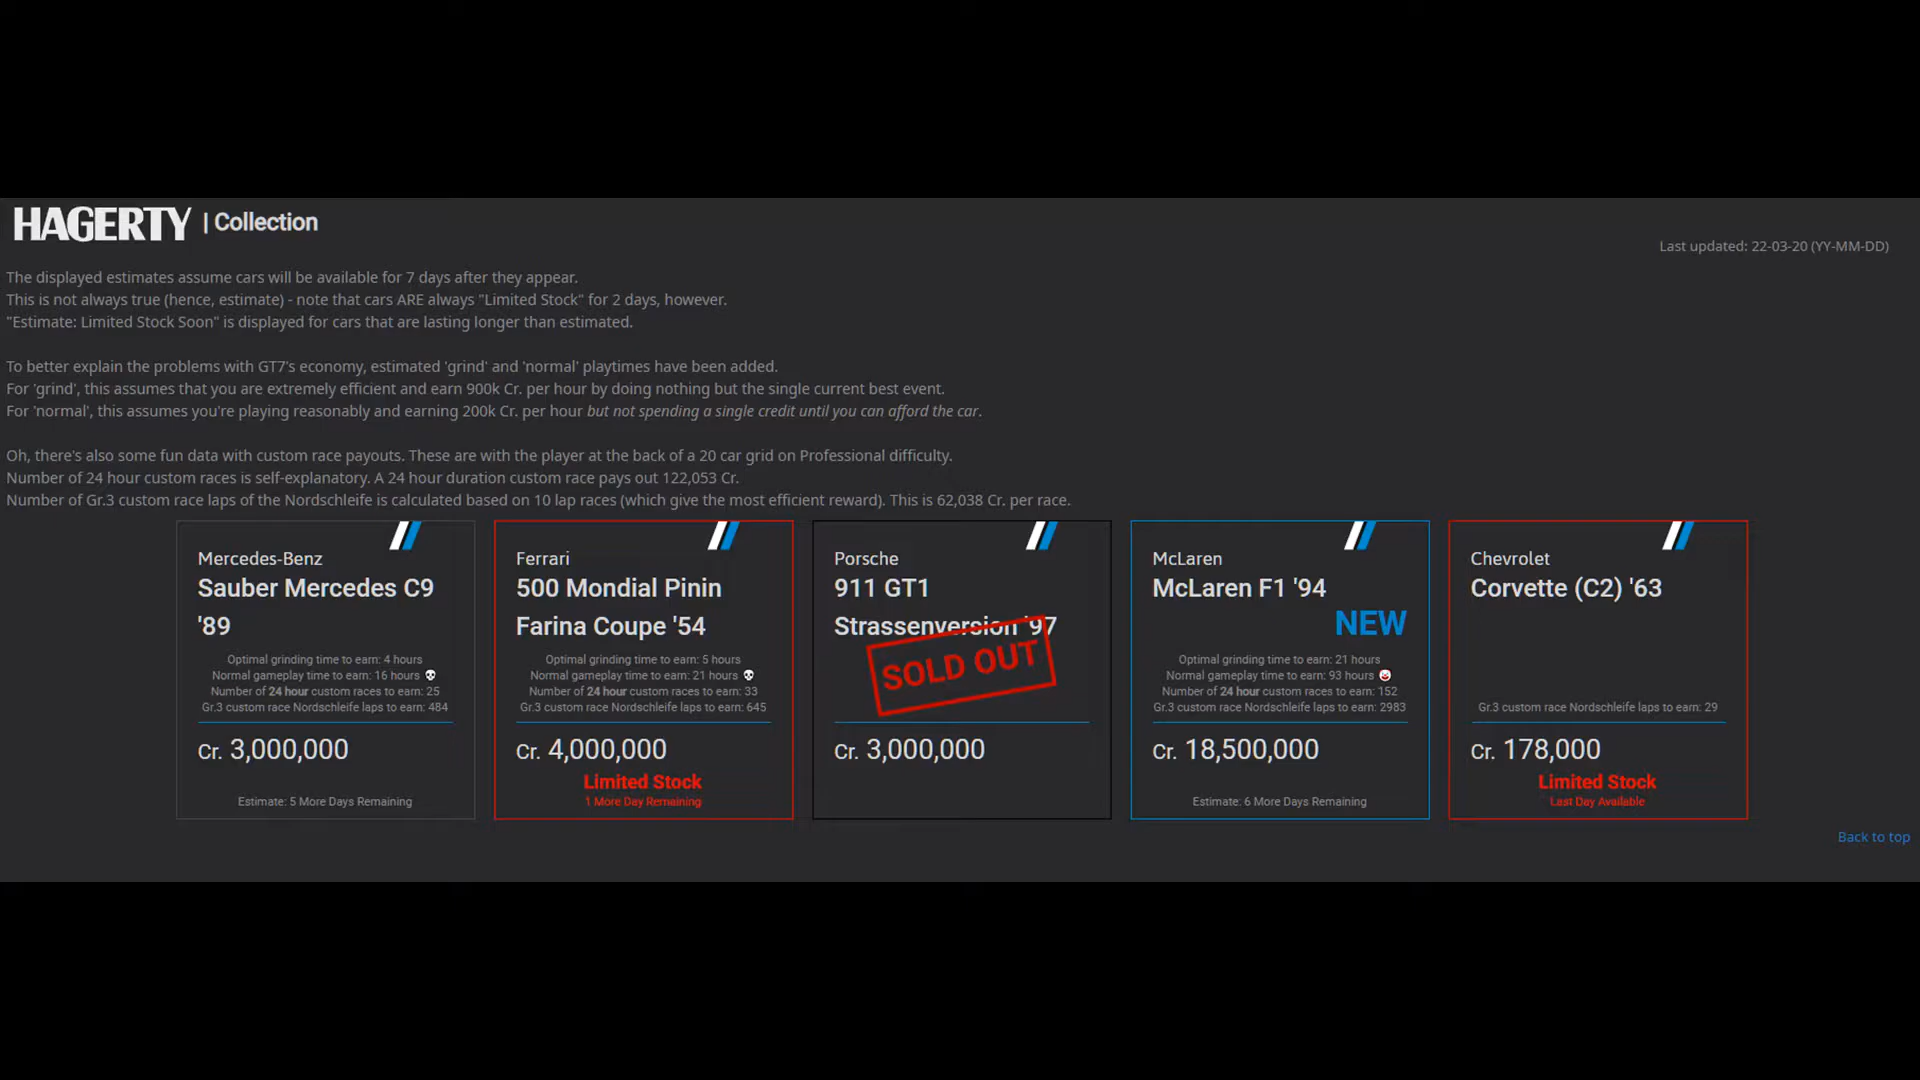 HAGERTY | Collection
Last updated: 22-03-20 (YY-MM-DD)
The displayed estimates assume cars will be available for 7 days after they appear.
This is not always true (hence, estimate) - note that cars ARE always "Limited Stock" for 2 days, however.
"Estimate: Limited Stock Soon" is displayed for cars that are lasting longer than estimated.
To better explain the problems with GT7's economy, estimated 'grind' and 'normal' playtimes have been added.
For 'grind', this assumes that you are extremely efficient and earn 900k Cr. per hour by doing nothing but the single current best event.
For 'normal', this assumes you're playing reasonably and earning 200k Cr. per hour but not spending a single credit until you can afford the car.
Oh, there's also some fun data with custom race payouts. These are with the player at the back of a 20 car grid on Professional difficulty.
Number of 24 hour custom races is self-explanatory. A 24 hour duration custom race pays out 122,053 Cr.
Number of Gr.3 custom race laps of the Nordschleife is calculated based on 10 lap races (which give the most efficient reward). This is 62,038 Cr. per race.
Mercedes-Benz
Sauber Mercedes C9
'89
Optimal grinding time to earn: 4 hours
Normal gameplay time to earn: 16 hours 💀
Number of 24 hour custom races to earn: 25
Gr.3 custom race Nordschleife laps to earn: 484
Cr. 3,000,000
Estimate: 5 More Days Remaining
Ferrari
500 Mondial Pinin
Farina Coupe '54
Optimal grinding time to earn: 5 hours
Normal gameplay time to earn: 21 hours 💀
Number of 24 hour custom races to earn: 33
Gr.3 custom race Nordschleife laps to earn: 645
Cr. 4,000,000
Limited Stock
1 More Day Remaining
Porsche
911 GT1
Strassenversion '97
SOLD OUT
Cr. 3,000,000
McLaren
McLaren F1 '94
NEW
Optimal grinding time to earn: 21 hours
Normal gameplay time to earn: 93 hours 🤡
Number of 24 hour custom races to earn: 152
Gr.3 custom race Nordschleife laps to earn: 2983
Cr. 18,500,000
Estimate: 6 More Days Remaining
Chevrolet
Corvette (C2) '63
Gr.3 custom race Nordschleife laps to earn: 29
Cr. 178,000
Limited Stock
Last Day Available
Back to top